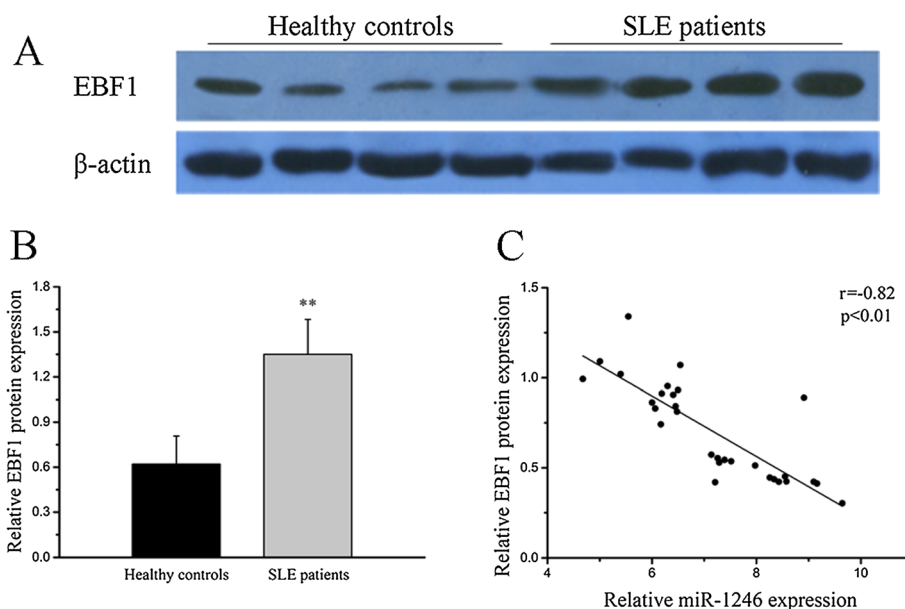 A
Healthy controls
SLE patients
EBF1
β-actin
B
Relative EBF1 protein expression
1.8
1.5
1.2
0.9
0.6
0.3
0.0
**
Healthy controls
SLE patients
C
Relative EBF1 protein expression
1.5
1.0
0.5
0.0
r=-0.82
p<0.01
4
6
8
10
Relative miR-1246 expression